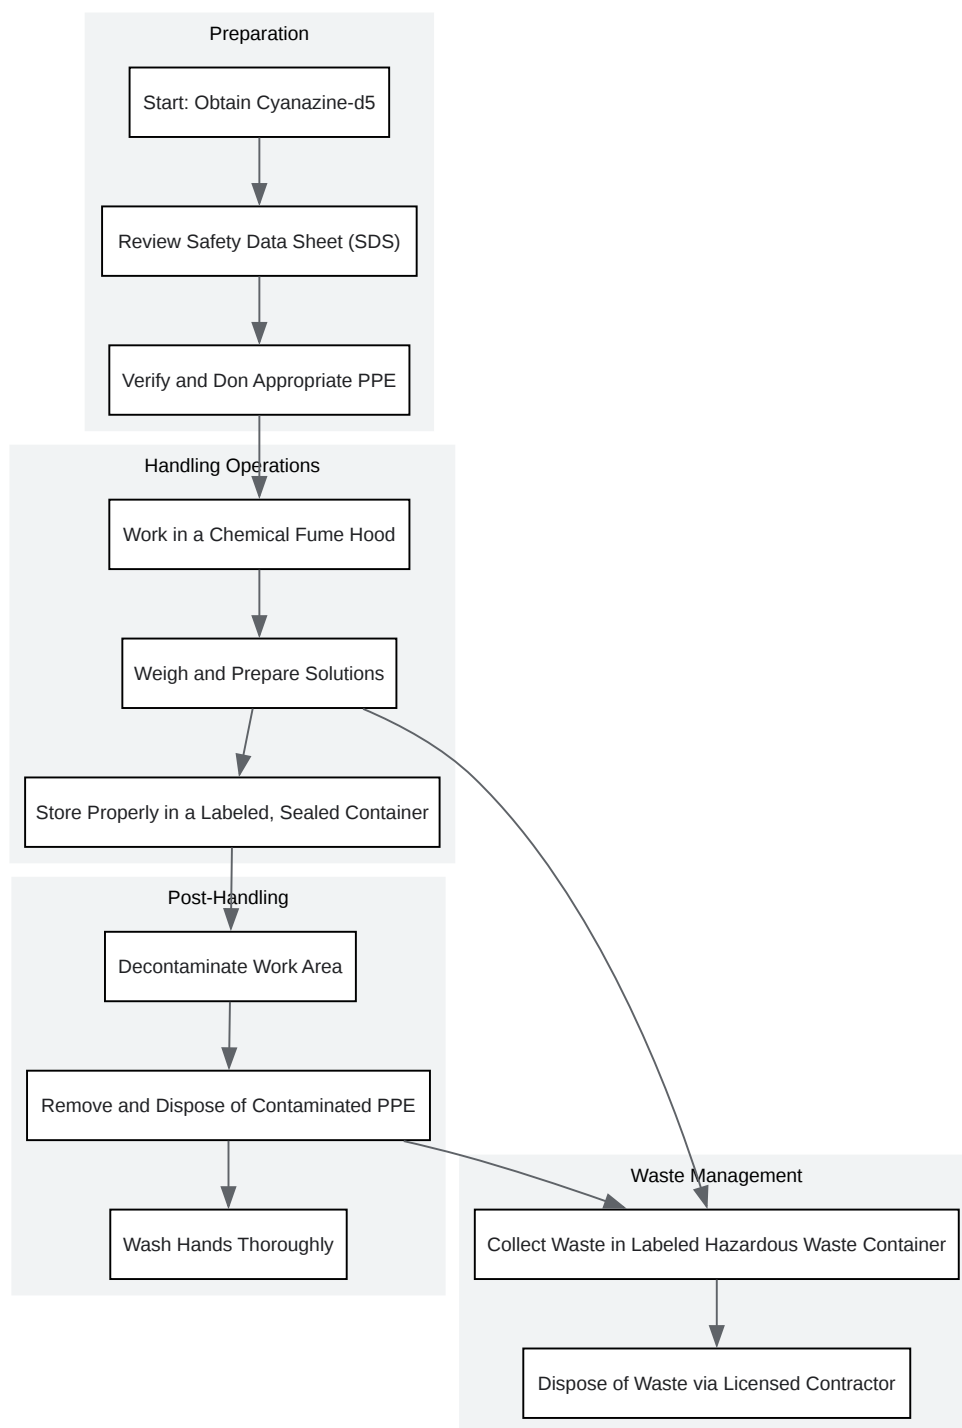 Preparation
Start: Obtain Cyanazine-d5
Review Safety Data Sheet (SDS)
Verify and Don Appropriate PPE
Handling Operations
Work in a Chemical Fume Hood
Weigh and Prepare Solutions
Store Properly in a Labeled, Sealed Container
Post-Handling
Decontaminate Work Area
Remove and Dispose of Contaminated PPE
Wash Hands Thoroughly
Waste Management
Collect Waste in Labeled Hazardous Waste Container
Dispose of Waste via Licensed Contractor